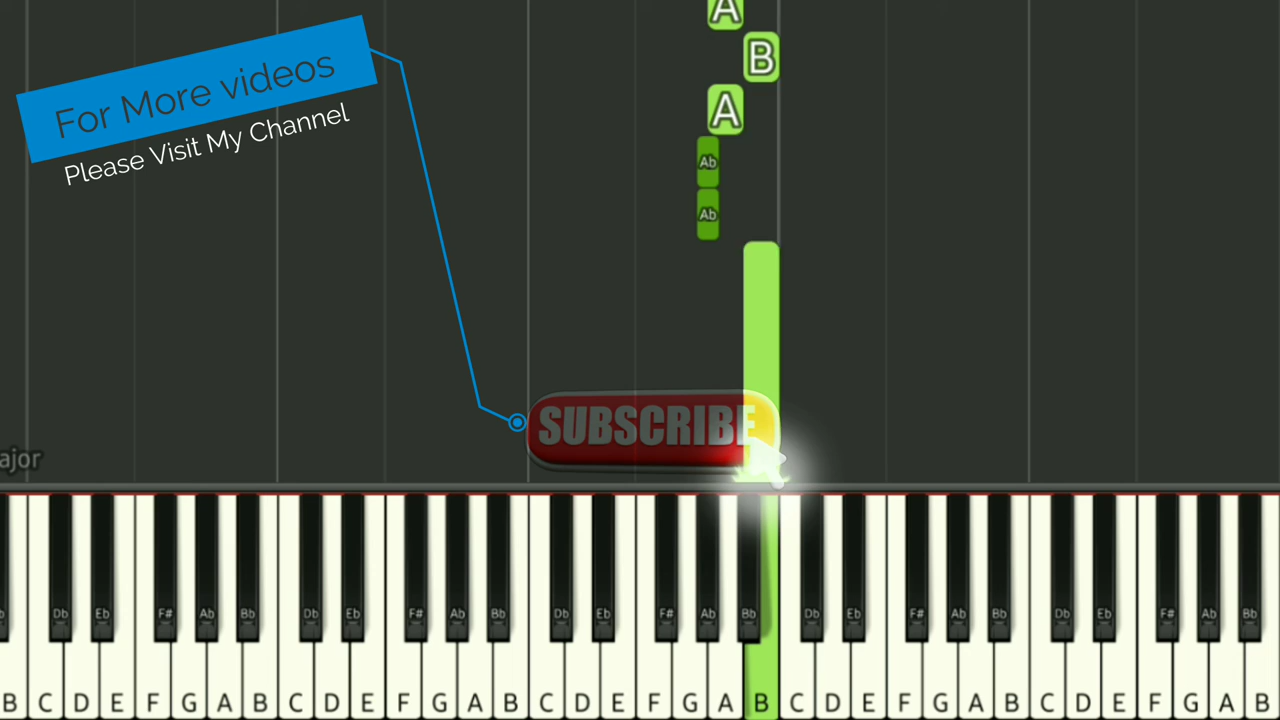 A
B
A
Ab
Ab
For More videos
Please Visit My Channel
SUBSCRIBE
ajor
b Db Eb F# Ab Bb Db Eb F# Ab Bb Db Eb F# Ab Bb Db Eb F# Ab Bb Db Eb F# Ab Bb
B C D E F G A B C D E F G A B C D E F G A B C D E F G A B C D E F G A B